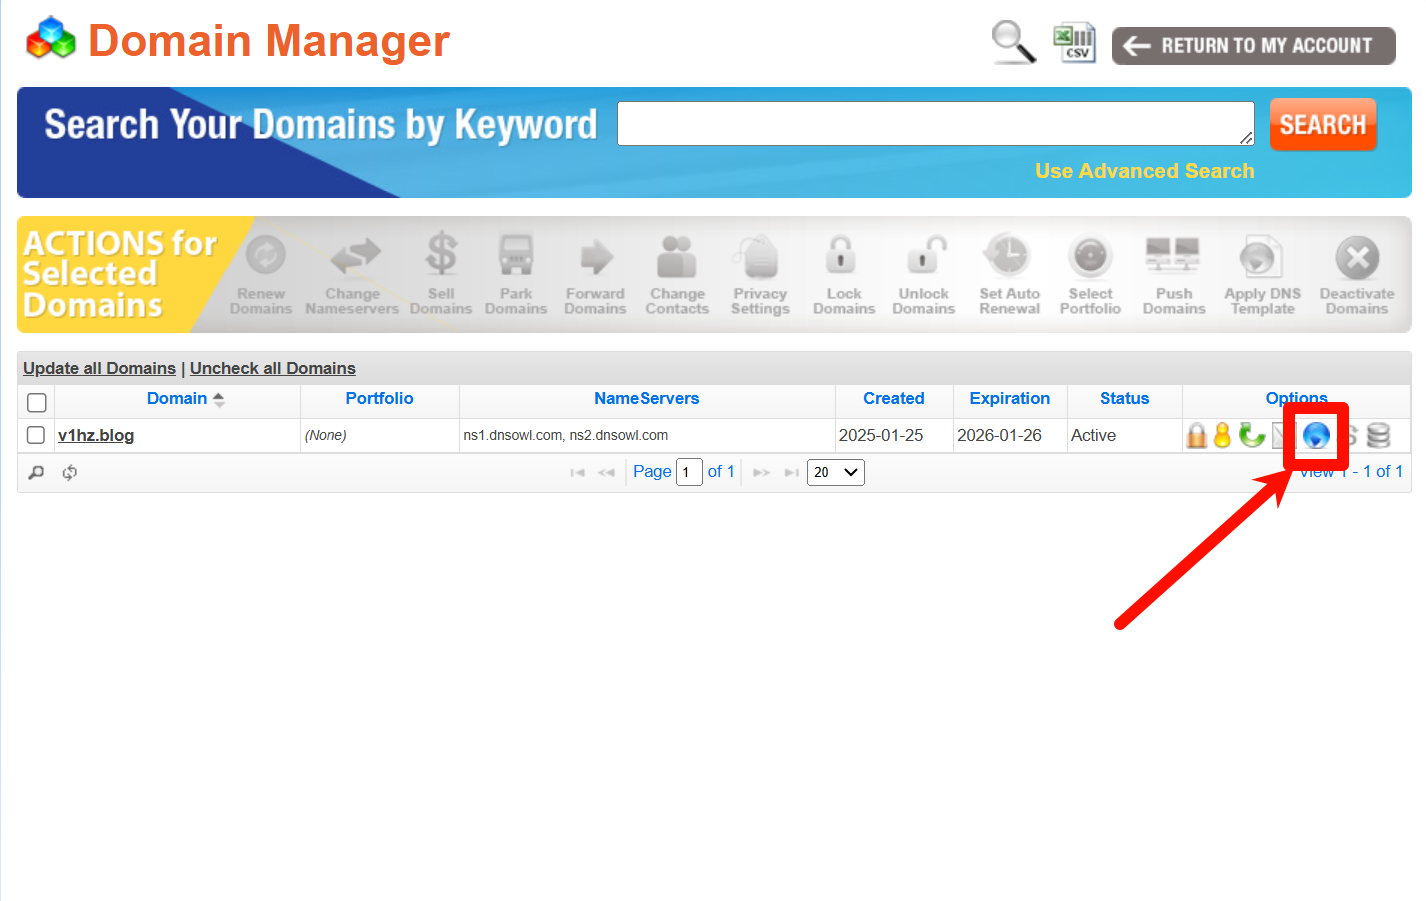 Domain Manager
CSV
RETURN TO MY ACCOUNT
Search Your Domains by Keyword
SEARCH
Use Advanced Search
ACTIONS for
Selected
Domains
Renew
Domains
Change
Nameservers
Sell
Domains
Park
Domains
Forward
Domains
Change
Contacts
Privacy
Settings
Lock
Domains
Unlock
Domains
Set Auto
Renewal
Select
Portfolio
Push
Domains
Apply DNS
Template
Deactivate
Domains
Update all Domains | Uncheck all Domains
Domain Portfolio NameServers Created Expiration Status Options
v1hz.blog (None) ns1.dnsowl.com, ns2.dnsowl.com 2025-01-25 2026-01-26 Active
Page 1 of 1 20 View 1 - 1 of 1